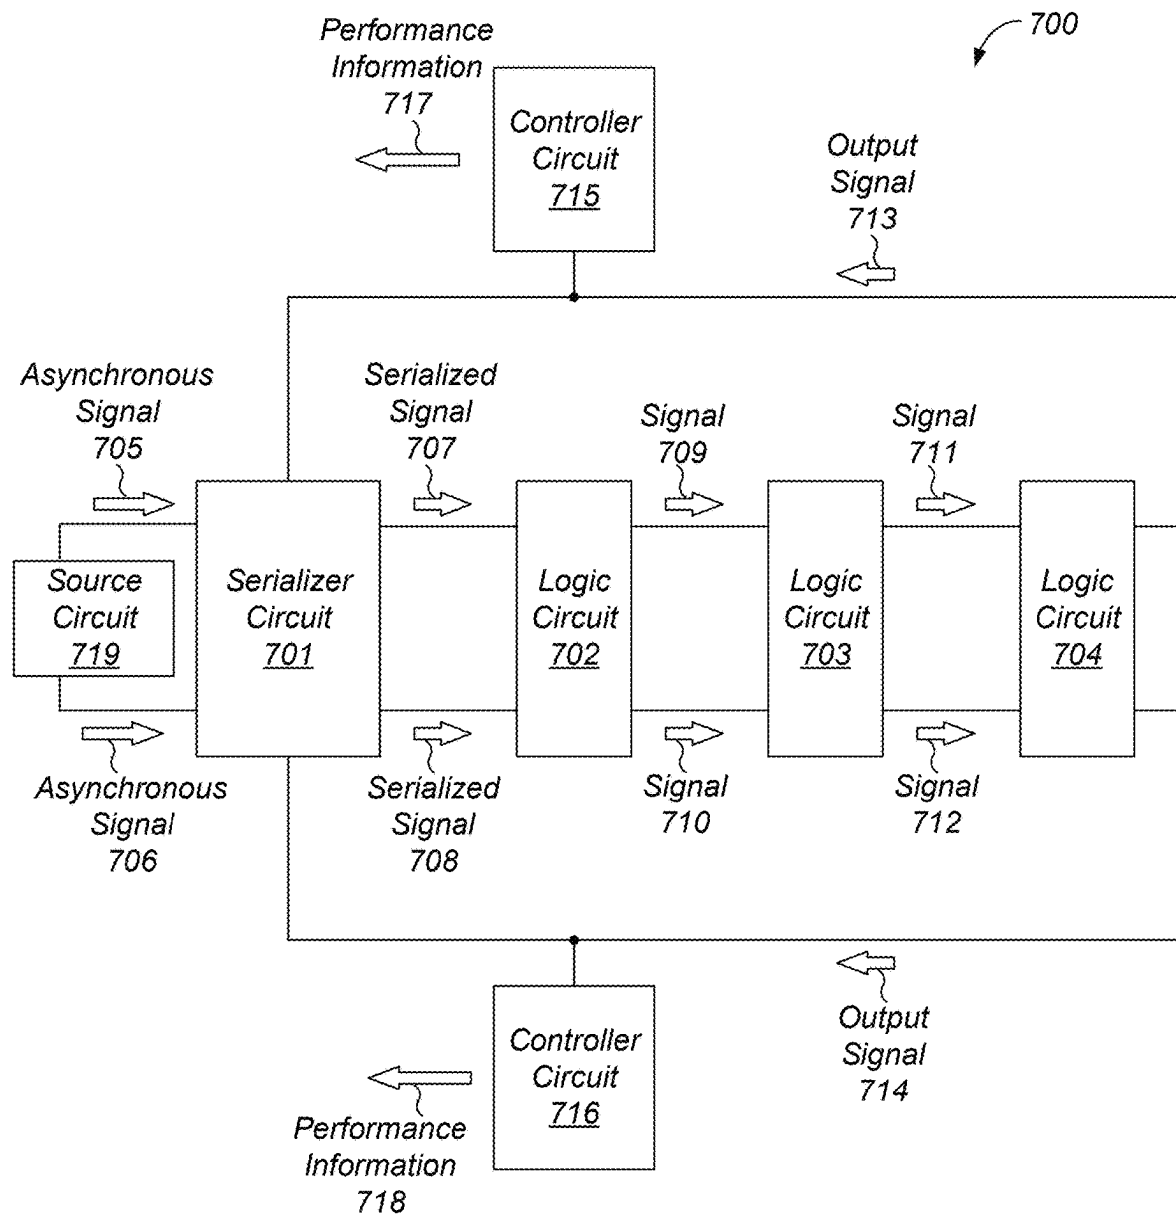 700
Performance
Information
717
Controller
Circuit
715
Output
Signal
713
Asynchronous
Signal
705
Serialized
Signal
707
Signal
709
Signal
711
Source
Circuit
719
Serializer
Circuit
701
Logic
Circuit
702
Logic
Circuit
703
Logic
Circuit
704
Asynchronous
Signal
706
Serialized
Signal
708
Signal
710
Signal
712
Controller
Circuit
716
Output
Signal
714
Performance
Information
718